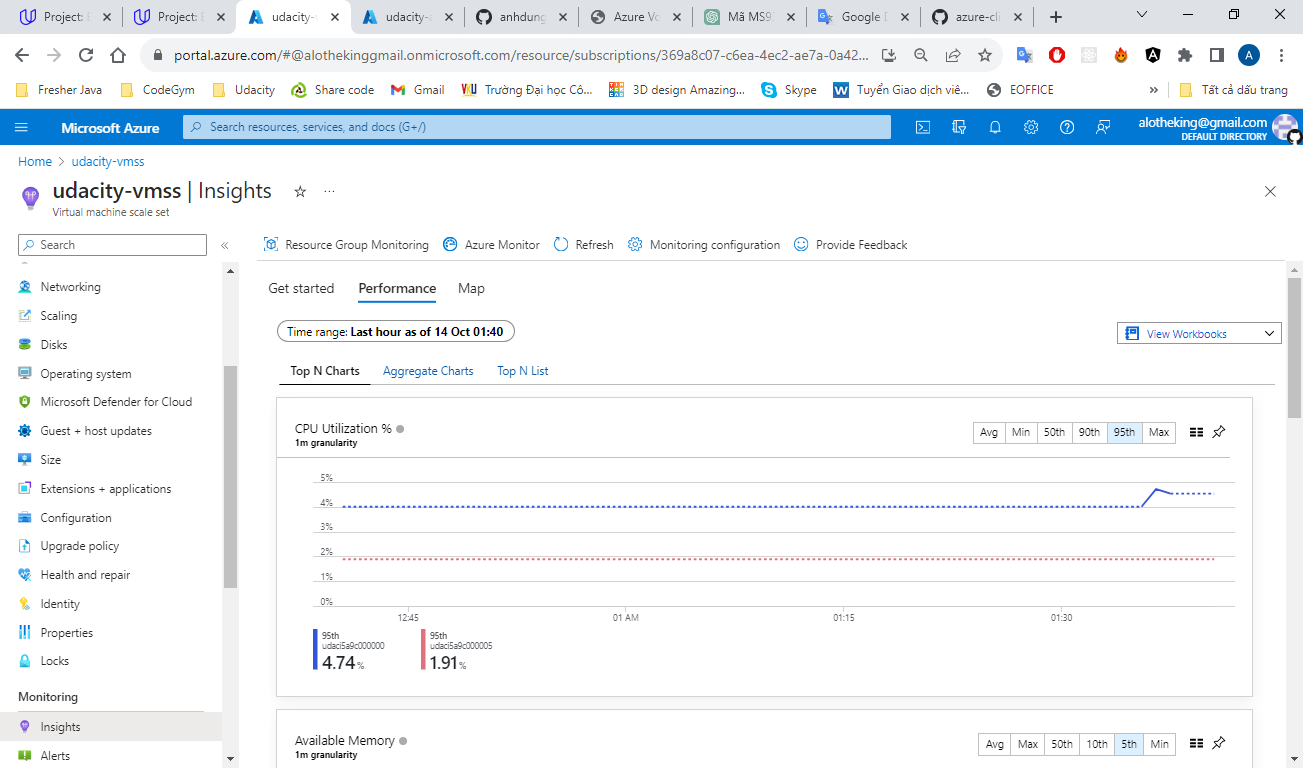 Project: E
Project: E
udacity-v
udacity-
anhdung
Azure Vo
Mã MS9
Google D
azure-cli
portal.azure.com/#@alothekinggmail.onmicrosoft.com/resource/subscriptions/369a8c07-c6ea-4ec2-ae7a-0a42...
A
Fresher Java
CodeGym
Udacity
Share code
Gmail
Trường Đại học Cô...
3D design Amazing...
Skype
Tuyển Giao dịch viê...
EOFFICE
»
Tất cả dấu trang
Microsoft Azure
Search resources, services, and docs (G+/)
alotheking@gmail.com
DEFAULT DIRECTORY
Home > udacity-vmss
udacity-vmss | Insights
Virtual machine scale set
Search
«
Resource Group Monitoring
Azure Monitor
Refresh
Monitoring configuration
Provide Feedback
Networking
Scaling
Disks
Operating system
Microsoft Defender for Cloud
Guest + host updates
Size
Extensions + applications
Configuration
Upgrade policy
Health and repair
Identity
Properties
Locks
Monitoring
Insights
Alerts
Get started
Performance
Map
Time range: Last hour as of 14 Oct 01:40
View Workbooks
Top N Charts
Aggregate Charts
Top N List
CPU Utilization %
1m granularity
Avg
Min
50th
90th
95th
Max
5%
4%
3%
2%
1%
0%
12:45
01 AM
01:15
01:30
95th
udaci5a9c000000
4.74 %
95th
udaci5a9c000005
1.91 %
Available Memory
1m granularity
Avg
Max
50th
10th
5th
Min